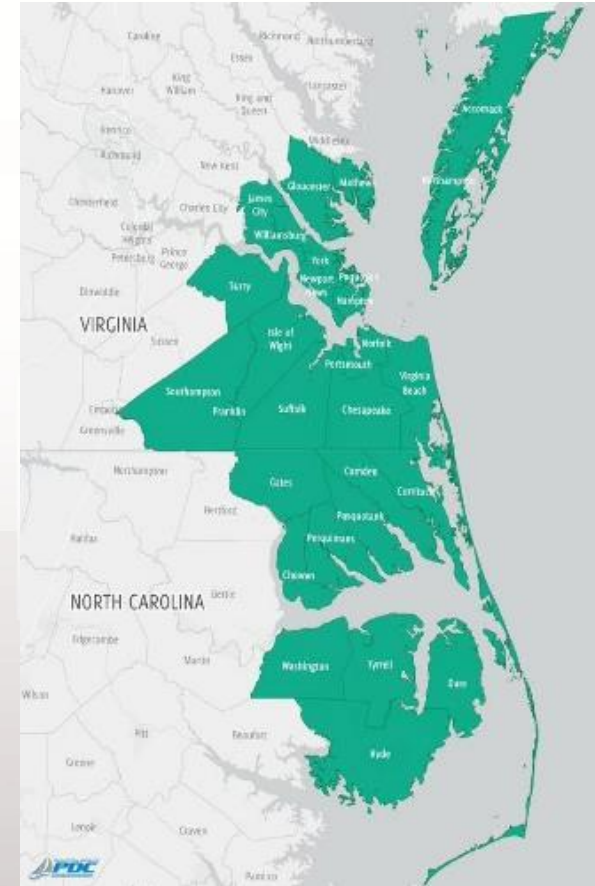 Caroline
Richmond
Northumberland
Essex
Hanover
King
William
King and
Queen
Lancaster
Accomack
Henrico
Richmond
Middlesex
New Kent
Gloucester
Mathews
Northampton
James
City
Chesterfield
Charles City
Williamsburg
Colonial
Heights
Petersburg
Prince
George
York
Newport
News
Poquoson
Hampton
Surry
Dinwiddie
VIRGINIA
Sussex
Isle of
Wight
Norfolk
Portsmouth
Virginia
Beach
Southampton
Franklin
Suffolk
Chesapeake
Emporia
Greensville
Northampton
Gates
Camden
Currituck
Hertford
Pasquotank
Halifax
Perquimans
Chowan
NORTH CAROLINA
Bertie
Edgecombe
Martin
Washington
Tyrrell
Dare
Wilson
Pitt
Beaufort
Hyde
Greene
Lenoir
Craven
Pamlico
PDC